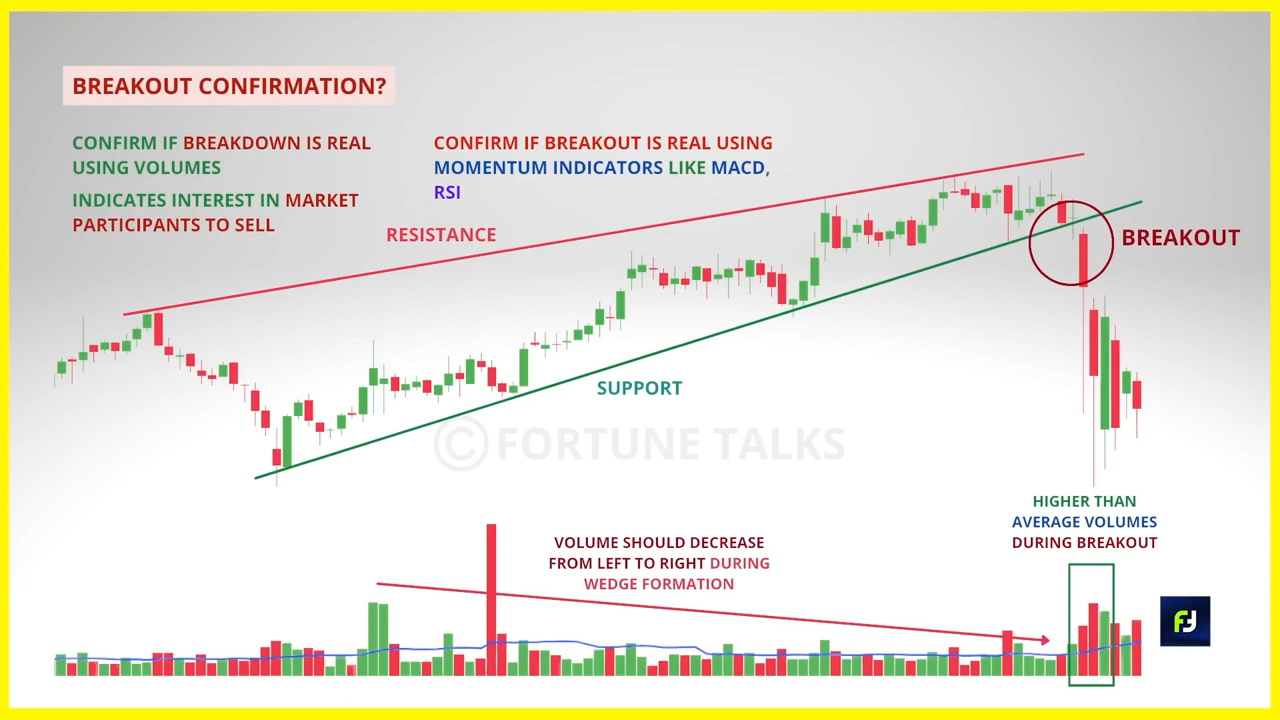 BREAKOUT CONFIRMATION?
CONFIRM IF BREAKDOWN IS REAL
USING VOLUMES
INDICATES INTEREST IN MARKET
PARTICIPANTS TO SELL
CONFIRM IF BREAKOUT IS REAL USING
MOMENTUM INDICATORS LIKE MACD,
RSI
RESISTANCE
BREAKOUT
SUPPORT
© FORTUNE TALKS
HIGHER THAN
AVERAGE VOLUMES
DURING BREAKOUT
VOLUME SHOULD DECREASE
FROM LEFT TO RIGHT DURING
WEDGE FORMATION